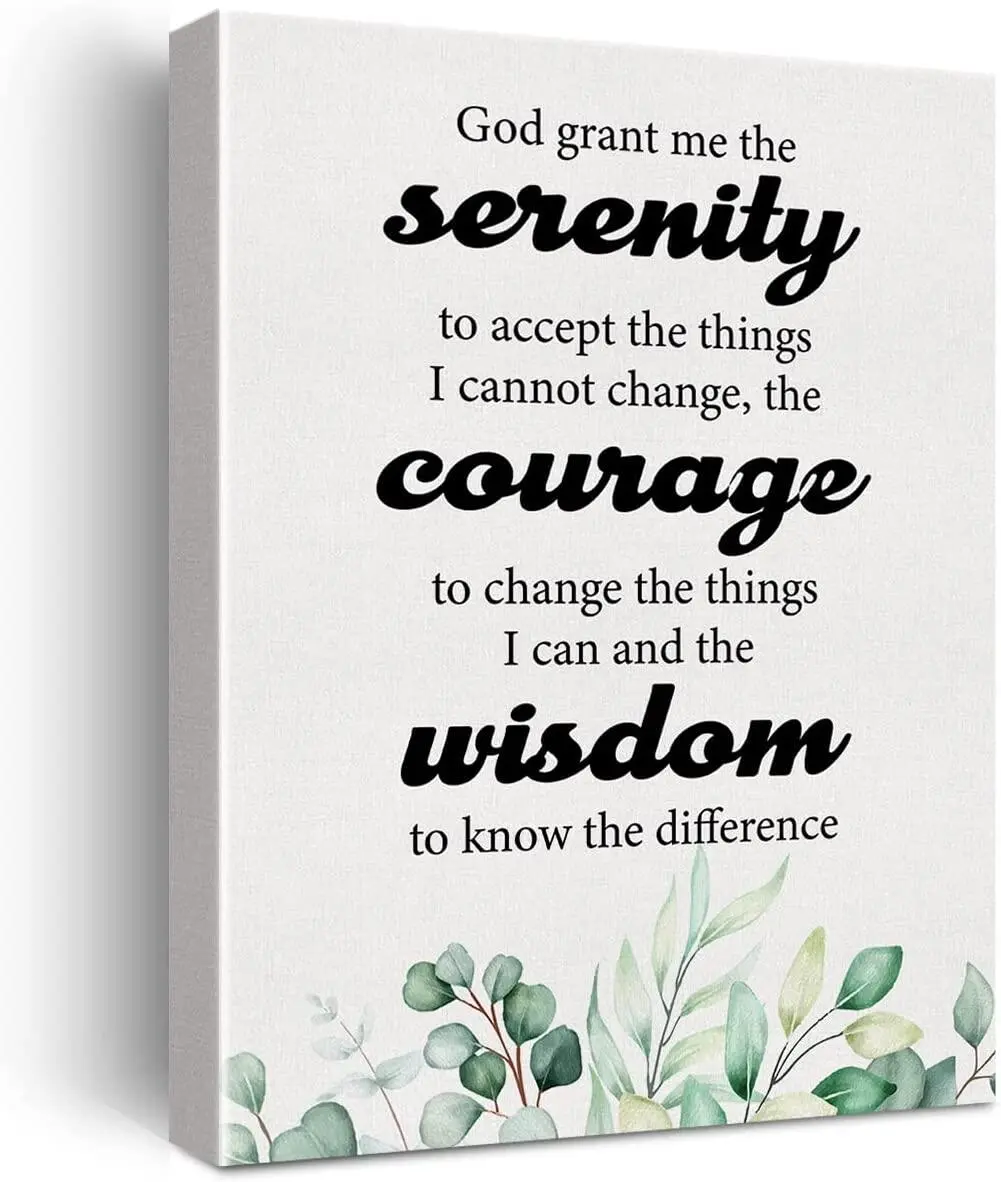 God grant me the
serenity
to accept the things
I cannot change, the
courage
to change the things
I can and the
wisdom
to know the difference